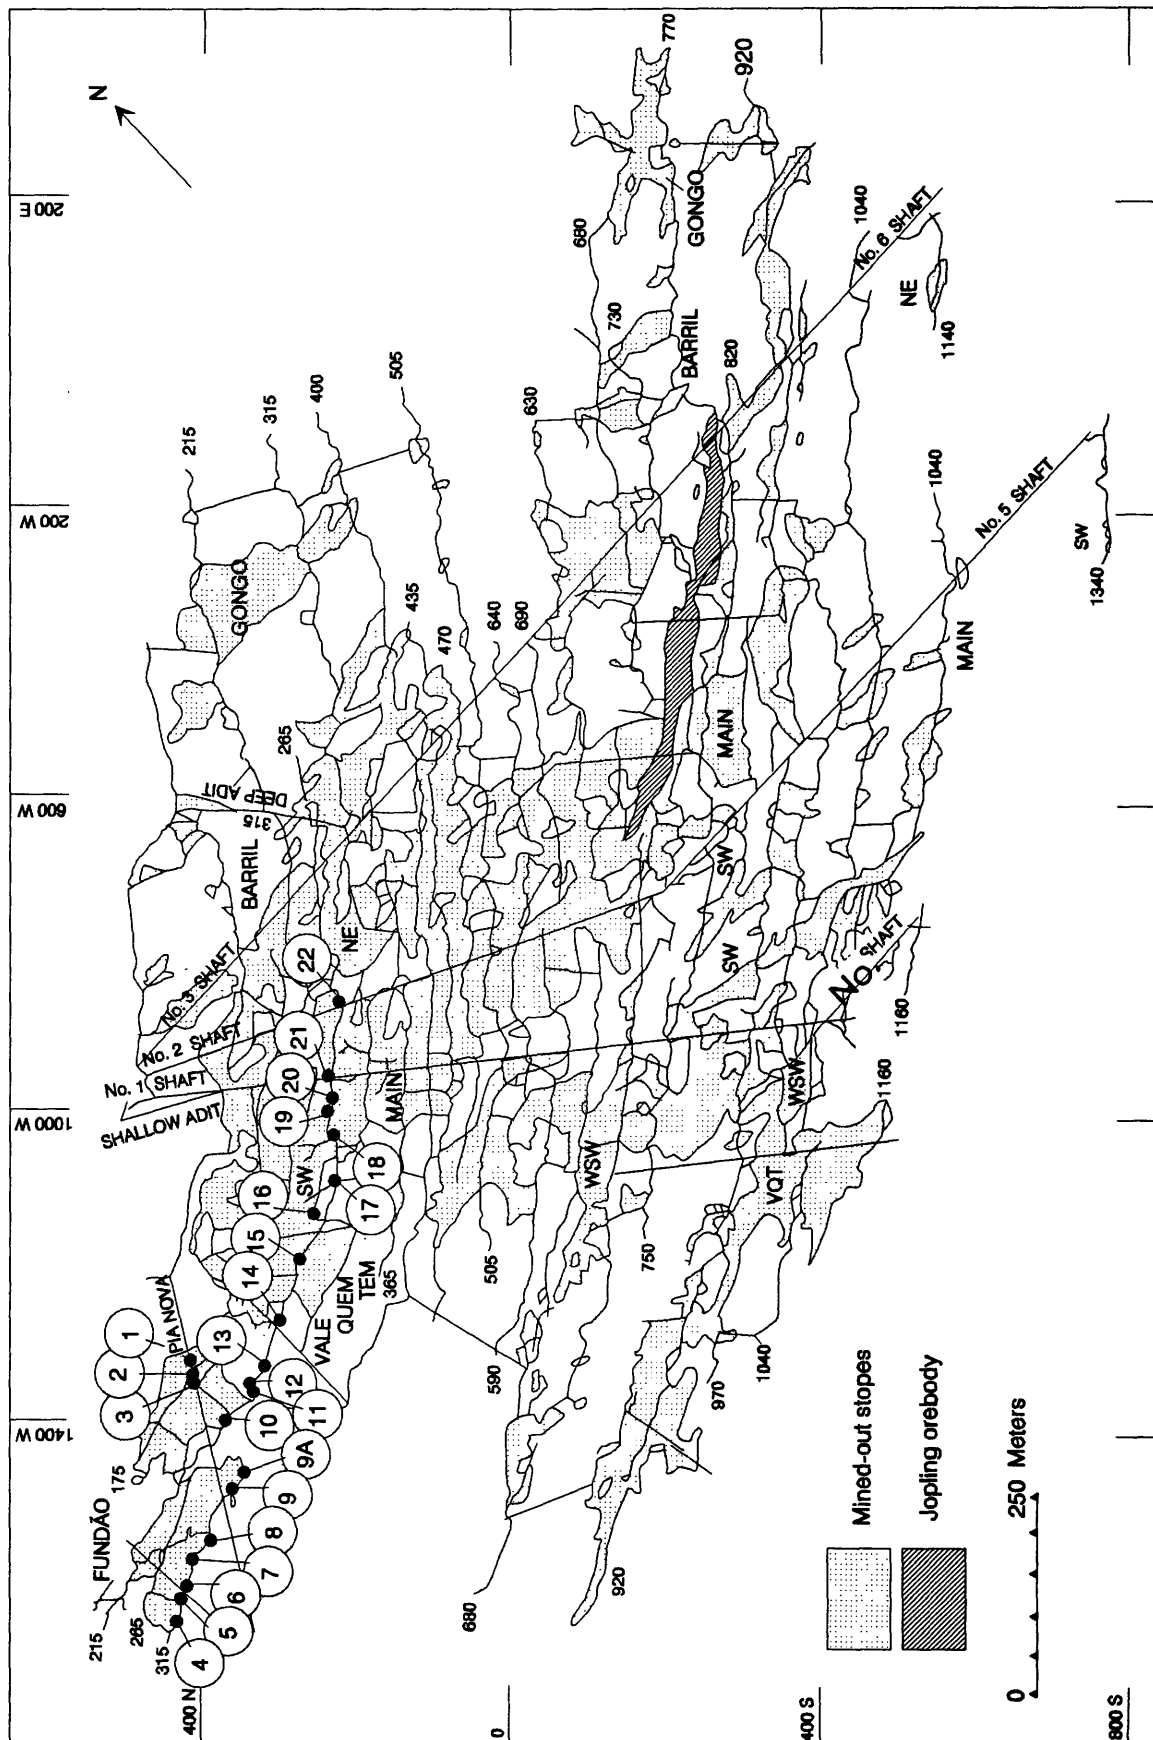 N
200 E
200 W
600 W
1000 W
1400 W
400 N
0
400 S
800 S
770
920
GONGO
680
730
BARRIL
820
1040
No. 6 SHAFT
NE
1140
505
400
315
215
630
GONGO
435
470
640
690
265
DEEP ADIT
315
BARRIL
MAIN
1040
No. 5 SHAFT
SW
1340
MAIN
SW
SW
No. 3 SHAFT
No. 2 SHAFT
No. 1 SHAFT
SHALLOW ADIT
NE
MAIN
SW
22
21
20
19
18
17
16
15
14
NO
SHAFT
1160
1160
WSW
WSW
VQT
VALE
QUEM
TEM
365
505
750
590
970
1040
PIA NOVA
1
2
3
13
12
11
10
9A
9
8
7
6
5
4
175
FUNDÃO
215
265
315
680
920
Mined-out stopes
Jopling orebody
0
250 Meters